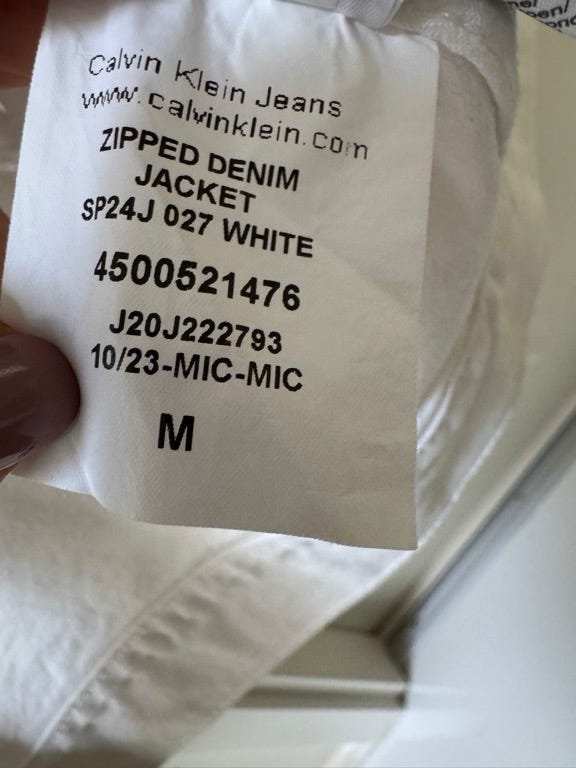 Calvin Klein Jeans
www.calvinklein.com
ZIPPED DENIM
JACKET
SP24J 027 WHITE
4500521476
J20J222793
10/23-MIC-MIC
M